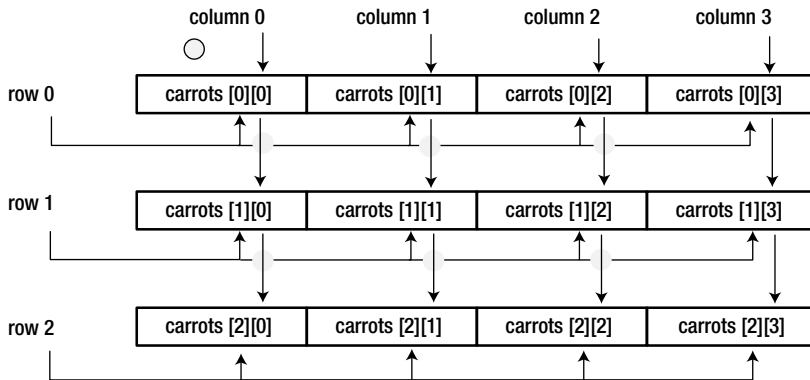 column 0 column 1 column 2 column 3
row 0
carrots [0][0] carrots [0][1] carrots [0][2] carrots [0][3]
row 1
carrots [1][0] carrots [1][1] carrots [1][2] carrots [1][3]
row 2
carrots [2][0] carrots [2][1] carrots [2][2] carrots [2][3]